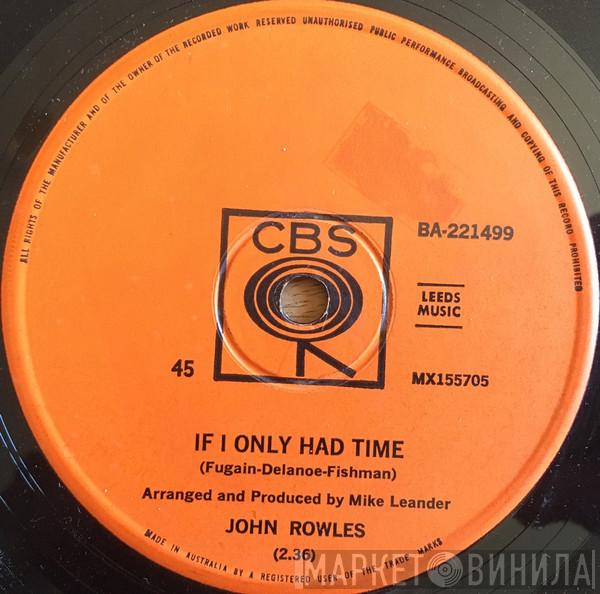 ALL RIGHTS OF THE MANUFACTURER AND OF THE OWNER OF THE RECORDED WORK RESERVED UNAUTHORISED PUBLIC PERFORMANCE BROADCASTING AND COPYING OF THIS RECORD PROHIBITED
CBS
BA-221499
LEEDS
MUSIC
45
MX155705
IF I ONLY HAD TIME
(Fugain-Delanoe-Fishman)
Arranged and Produced by Mike Leander
JOHN ROWLES
(2.36)
MADE IN AUSTRALIA BY A REGISTERED USER OF THE TRADE MARKS
МАРКЕТ ВИНИЛА